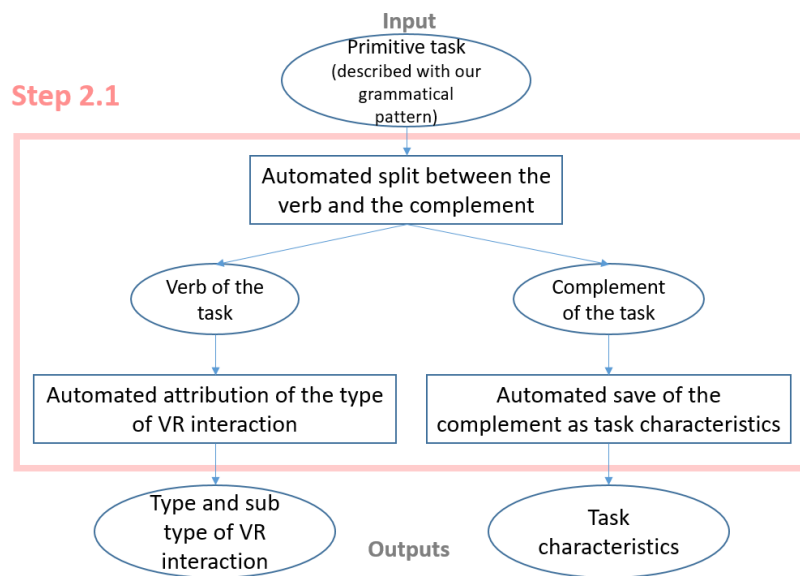 Input
Primitive task
(described with our
grammatical
pattern)
Step 2.1
Automated split between the
verb and the complement
Verb of the
task
Complement
of the task
Automated attribution of the type
of VR interaction
Automated save of the
complement as task characteristics
Type and sub
type of VR
interaction
Outputs
Task
characteristics